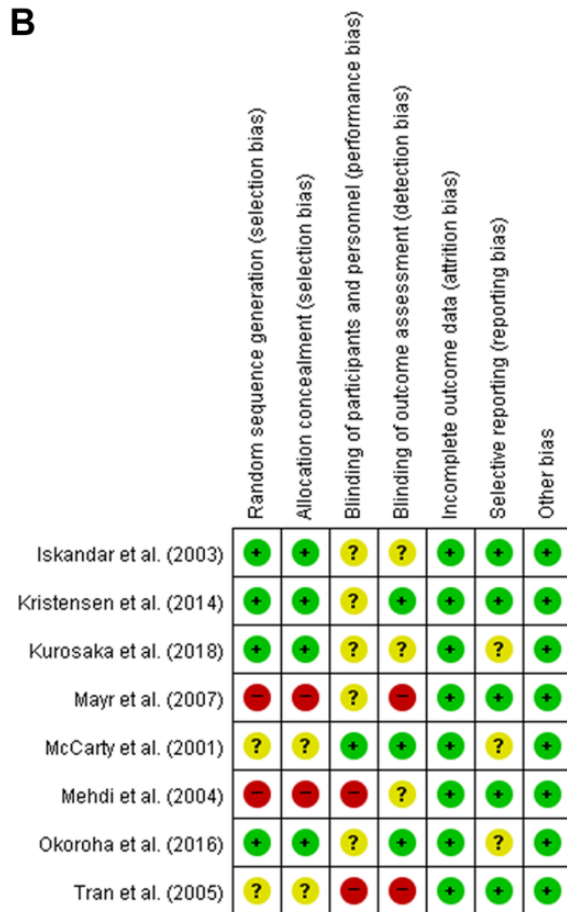 B
Random sequence generation (selection bias)
Allocation concealment (selection bias)
Blinding of participants and personnel (performance bias)
Blinding of outcome assessment (detection bias)
Incomplete outcome data (attrition bias)
Selective reporting (reporting bias)
Other bias
Iskandar et al. (2003) + + ? ? + + +
Kristensen et al. (2014) + + ? + + + +
Kurosaka et al. (2018) + + ? ? + ? +
Mayr et al. (2007) − − ? − + + +
McCarty et al. (2001) ? ? + + + ? +
Mehdi et al. (2004) − − − ? + + +
Okoroha et al. (2016) + + ? + + ? +
Tran et al. (2005) ? ? − − + + +